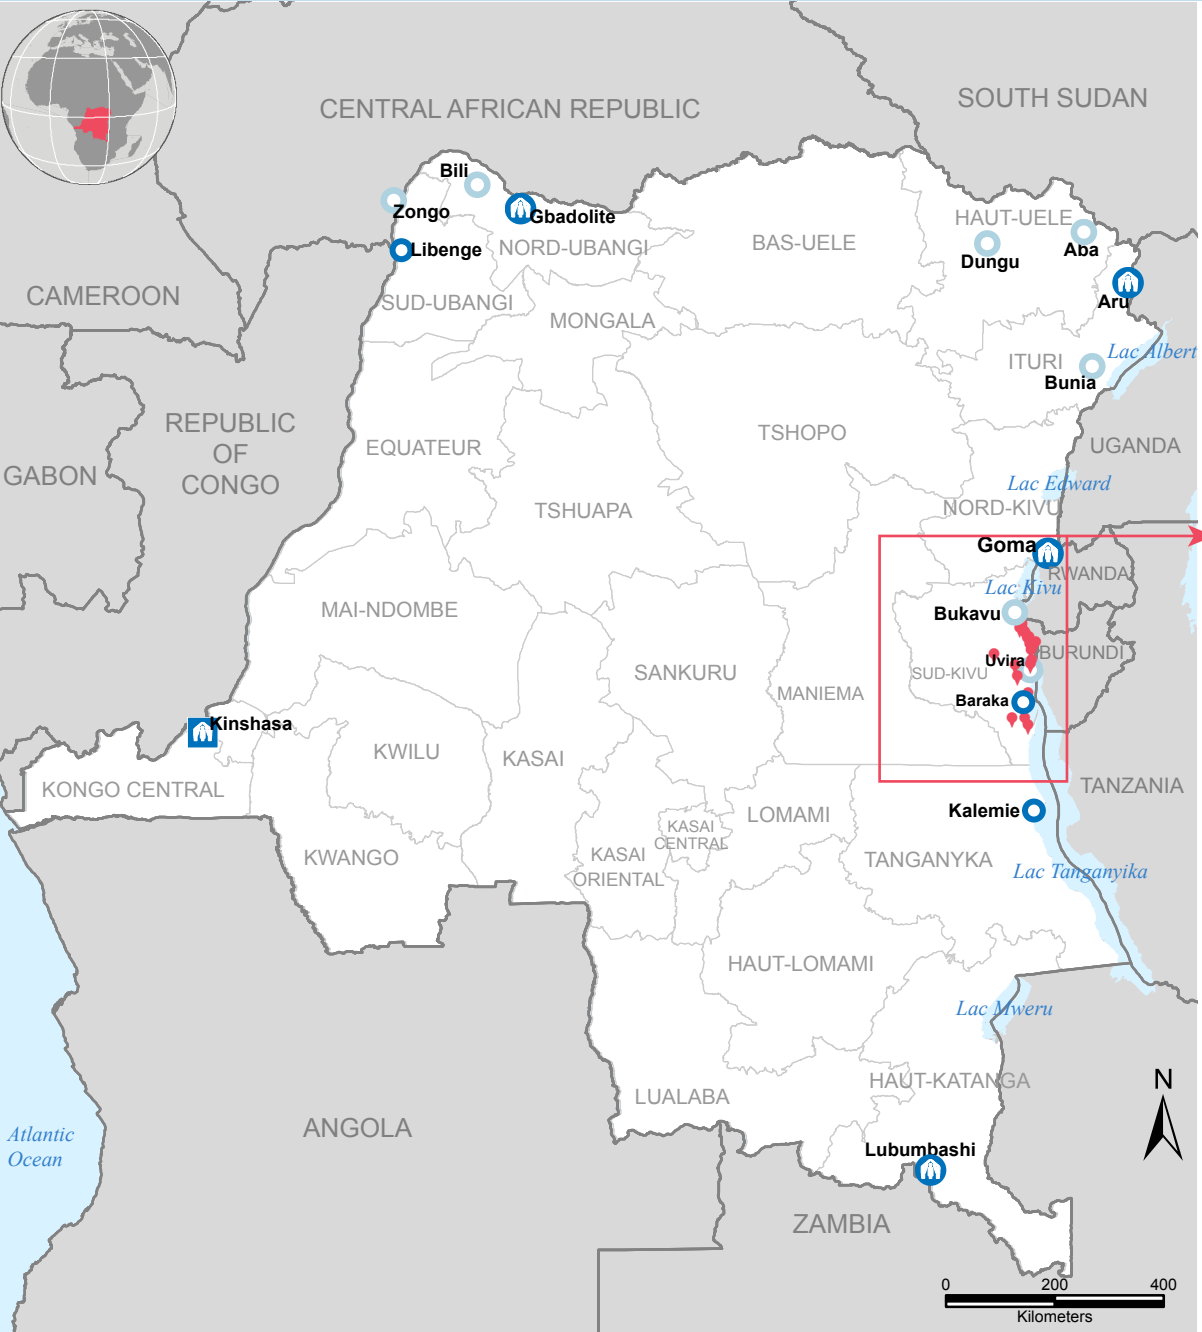 SOUTH SUDAN
CENTRAL AFRICAN REPUBLIC
Bili
Zongo
Gbadolite
HAUT-UELE
Libenge
NORD-UBANGI
BAS-UELE
Aba
Dungu
CAMEROON
SUD-UBANGI
Aru
MONGALA
Lac Albert
ITURI
Bunia
REPUBLIC
OF
CONGO
TSHOPO
EQUATEUR
UGANDA
GABON
Lac Edward
TSHUAPA
NORD-KIVU
Goma
RWANDA
Lac Kivu
MAI-NDOMBE
Bukavu
BURUNDI
Uvira
SANKURU
SUD-KIVU
MANIEMA
Baraka
Kinshasa
KWILU
KASAI
KONGO CENTRAL
TANZANIA
Kalemie
LOMAMI
KASAI
CENTRAL
KWANGO
KASAI
ORIENTAL
TANGANYKA
Lac Tanganyika
HAUT-LOMAMI
Lac Mweru
HAUT-KATANGA
N
LUALABA
ANGOLA
Atlantic
Ocean
Lubumbashi
ZAMBIA
0 200 400
Kilometers